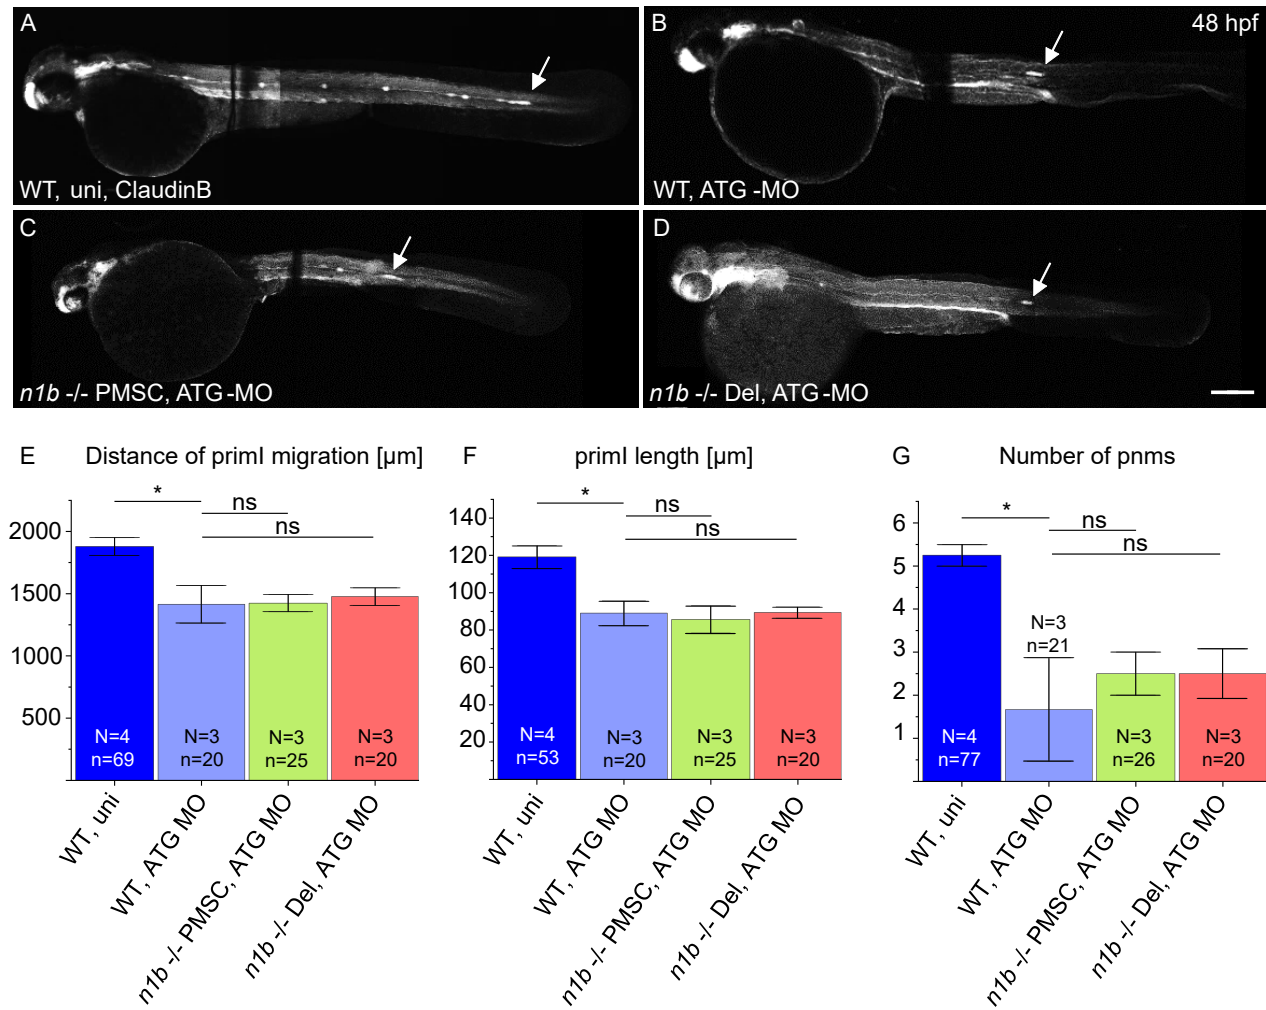 A
WT, uni, ClaudinB
B
48 hpf
WT, ATG -MO
C
n1b -/- PMSC, ATG-MO
D
n1b -/- Del, ATG-MO
E Distance of primI migration [µm]
*
ns
ns
2000
1500
1000
500
N=4
n=69
N=3
n=20
N=3
n=25
N=3
n=20
WT, uni
WT, ATG MO
n1b -/- PMSC, ATG MO
n1b -/- Del, ATG MO
F primI length [µm]
*
ns
ns
140
120
100
80
60
40
20
N=4
n=53
N=3
n=20
N=3
n=25
N=3
n=20
WT, uni
WT, ATG MO
n1b -/- PMSC, ATG MO
n1b -/- Del, ATG MO
G Number of pnms
*
ns
ns
6
5
4
3
2
1
N=4
n=77
N=3
n=21
N=3
n=26
N=3
n=20
WT, uni
WT, ATG MO
n1b -/- PMSC, ATG MO
n1b -/- Del, ATG MO